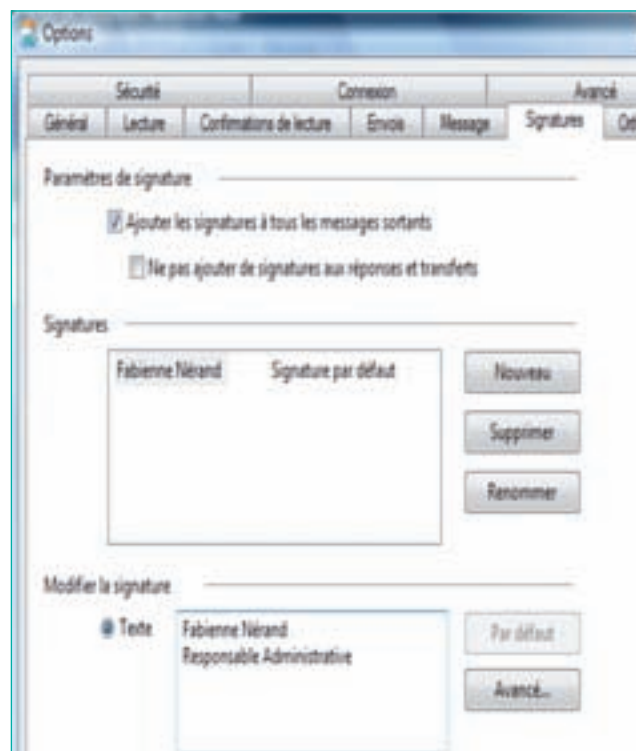 Options
Sécurité Connexion Avancé
Général Lecture Confirmations de lecture Envois Message Signatures
Paramètres de signature
Ajouter les signatures à tous les messages sortants
Ne pas ajouter de signatures aux réponses et transferts
Signatures
Fabienne Nérand Signature par défaut
Nouveau
Supprimer
Renommer
Modifier la signature
Texte
Fabienne Nérand
Responsable Administrative
Par défaut
Avancé...